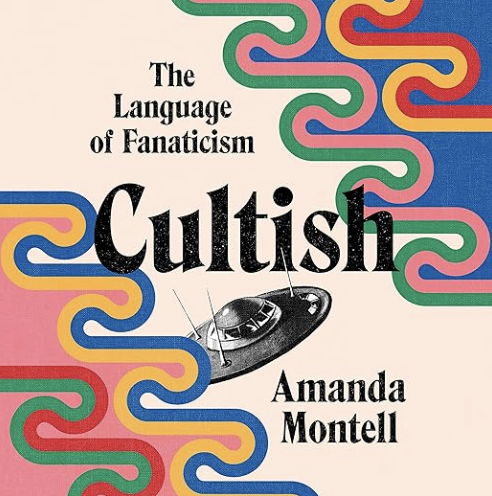 The
Language
of Fanaticism
Cultish
Amanda
Montell